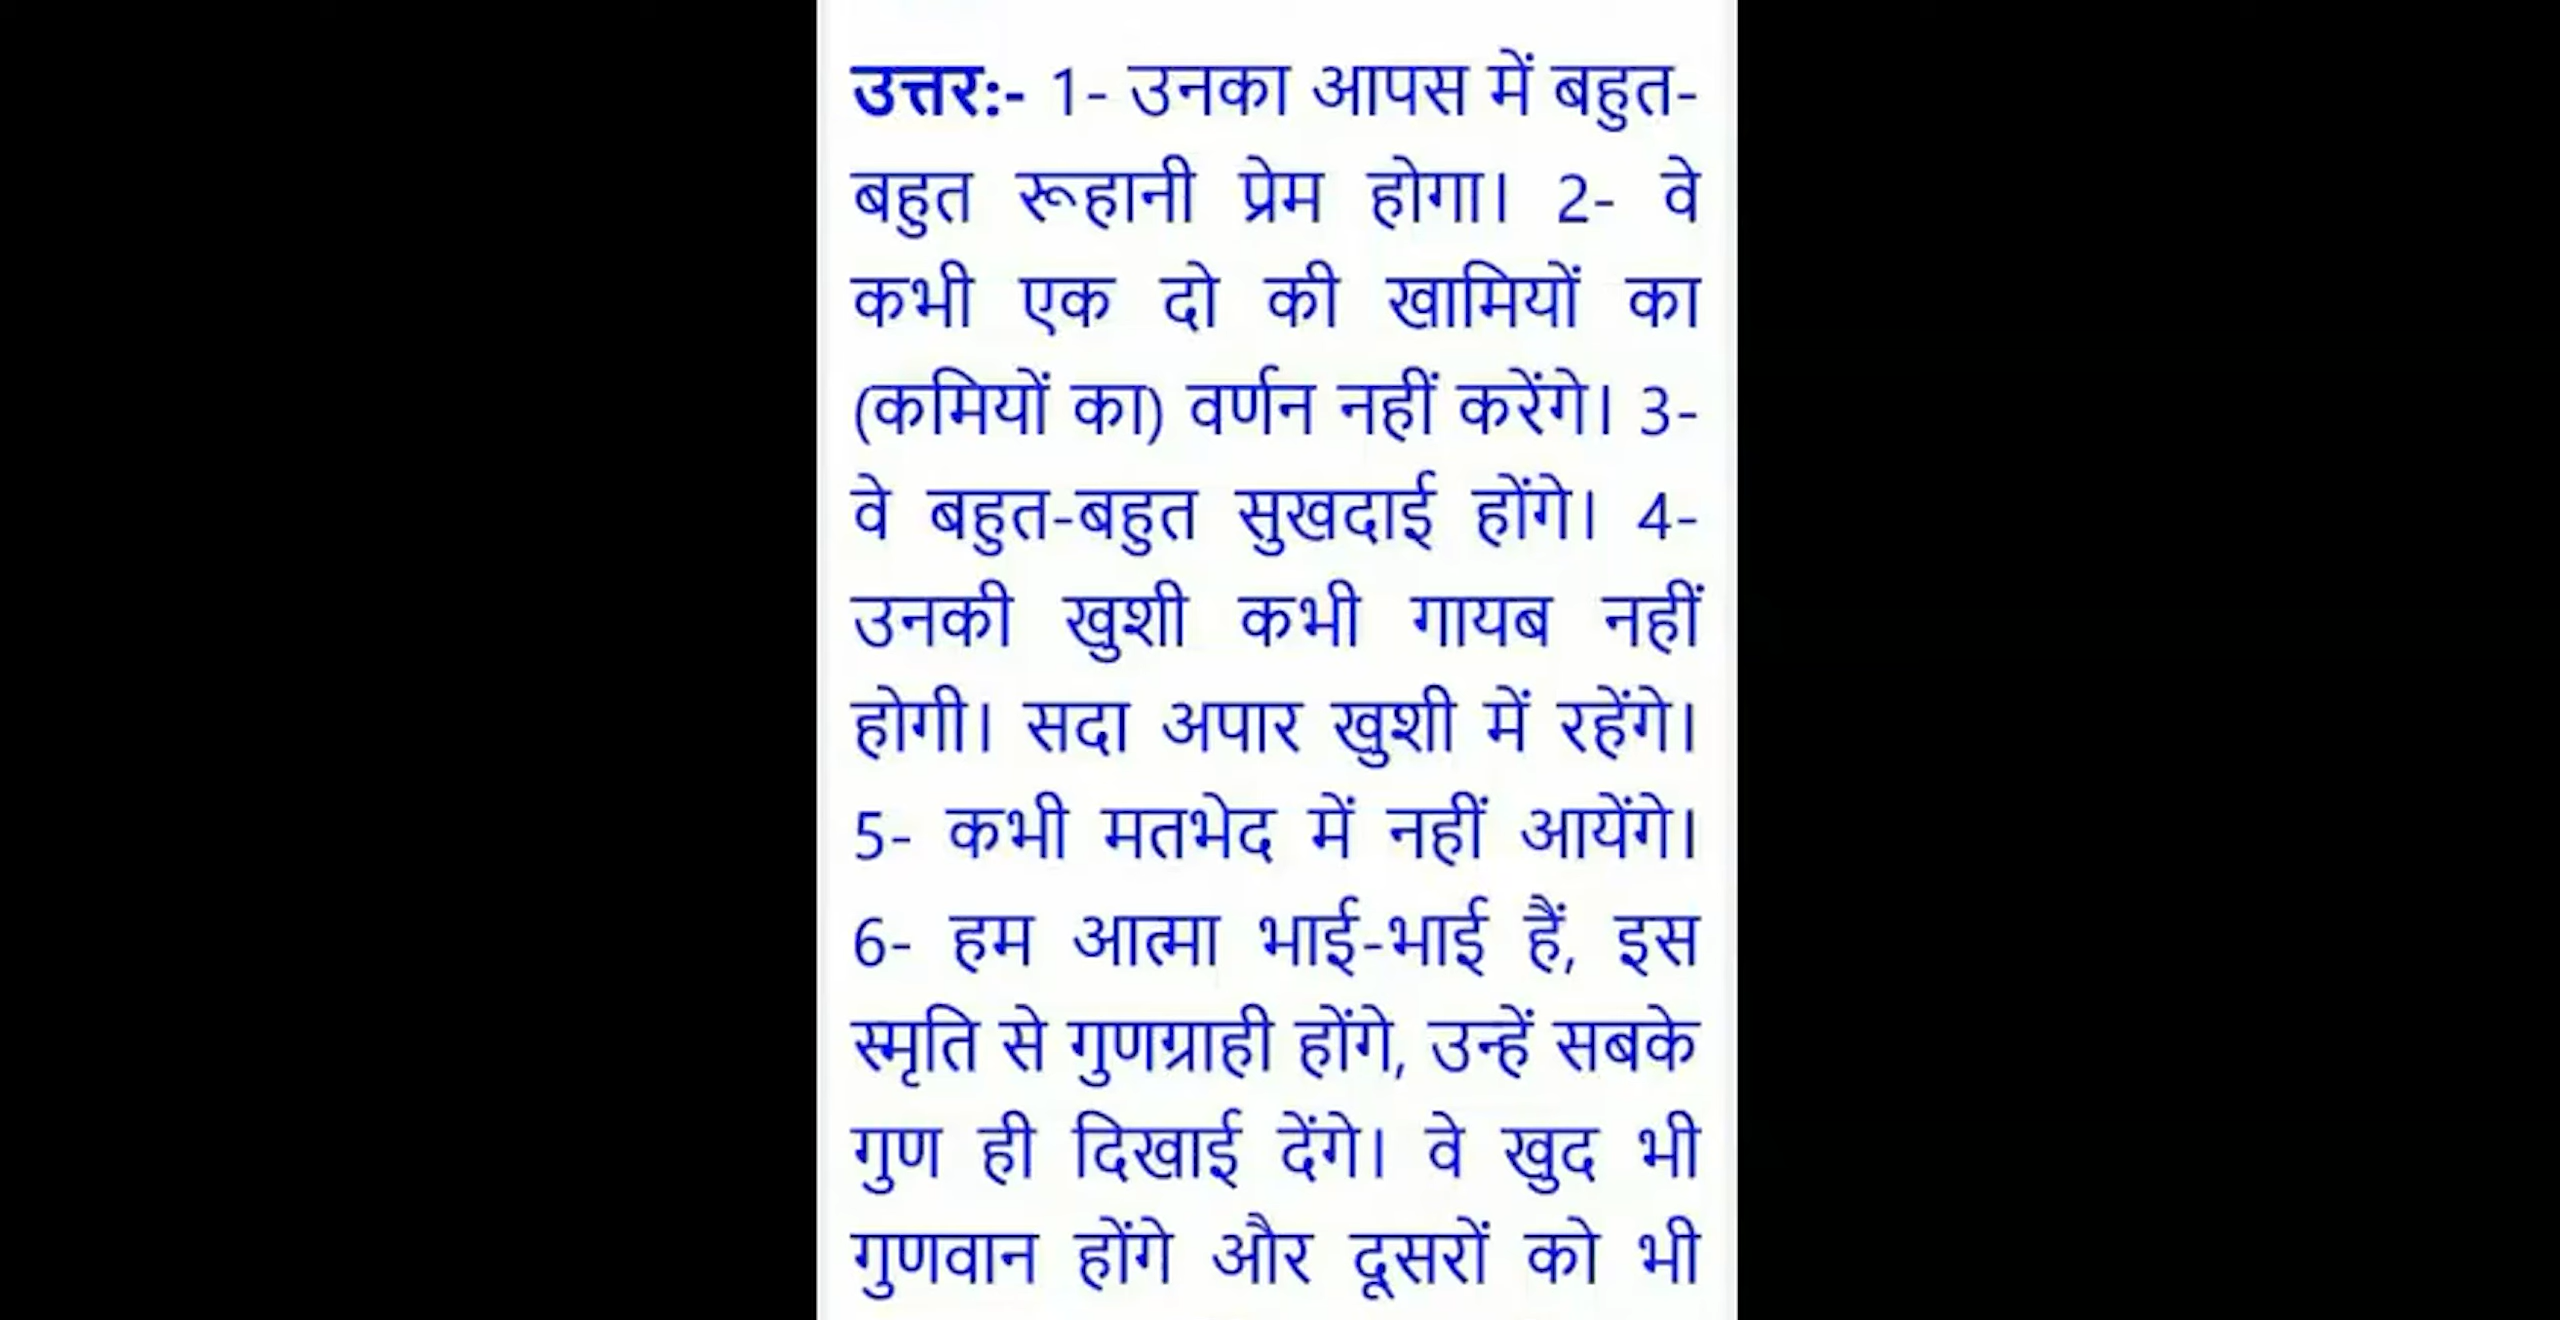 उत्तर:- 1- उनका आपस में बहुत-
बहुत रूहानी प्रेम होगा। 2- वे
कभी एक दो की खामियों का
(कमियों का) वर्णन नहीं करेंगे। 3-
वे बहुत-बहुत सुखदाई होंगे। 4-
उनकी खुशी कभी गायब नहीं
होगी। सदा अपार खुशी में रहेंगे।
5- कभी मतभेद में नहीं आयेंगे।
6- हम आत्मा भाई-भाई हैं, इस
स्मृति से गुणग्राही होंगे, उन्हें सबके
गुण ही दिखाई देंगे। वे खुद भी
गुणवान होंगे और दूसरों को भी